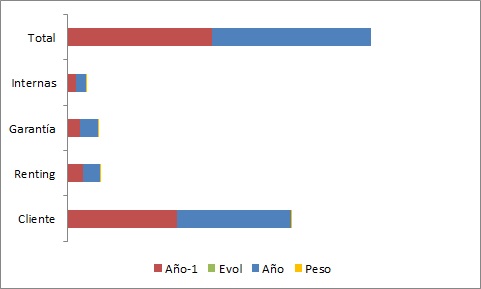 Total
Internas
Garantía
Renting
Cliente
Año-1 Evol Año Peso